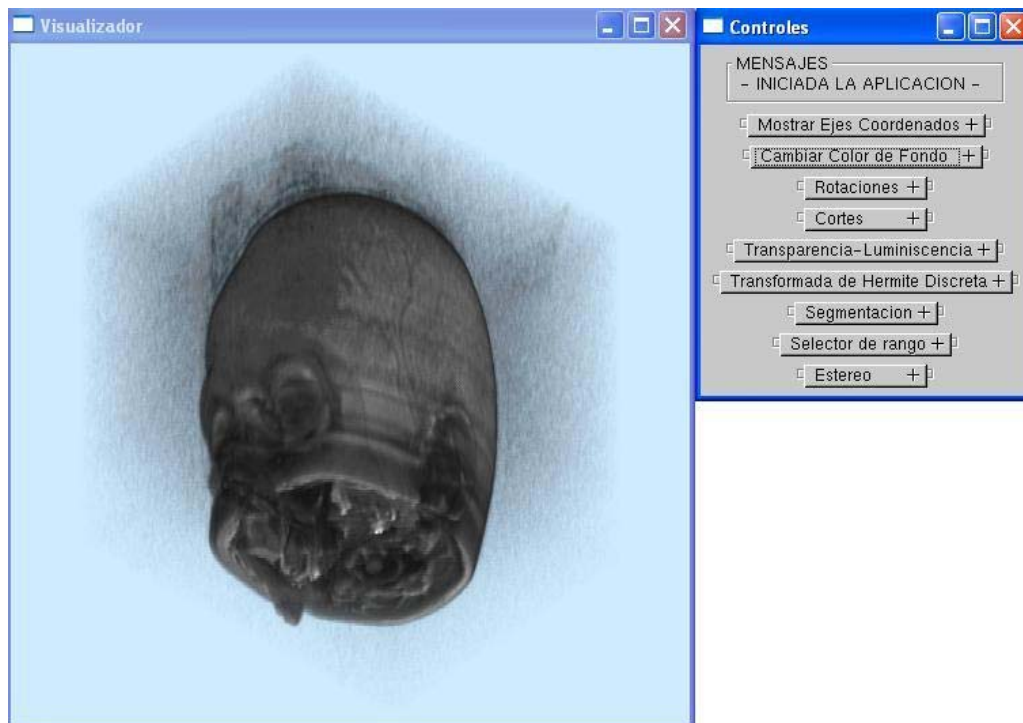 Visualizador
Controles
MENSAJES
- INICIADA LA APLICACION -
Mostrar Ejes Coordenados +
Cambiar Color de Fondo +
Rotaciones +
Cortes +
Transparencia-Luminiscencia +
Transformada de Hermite Discreta +
Segmentacion +
Selector de rango +
Estereo +